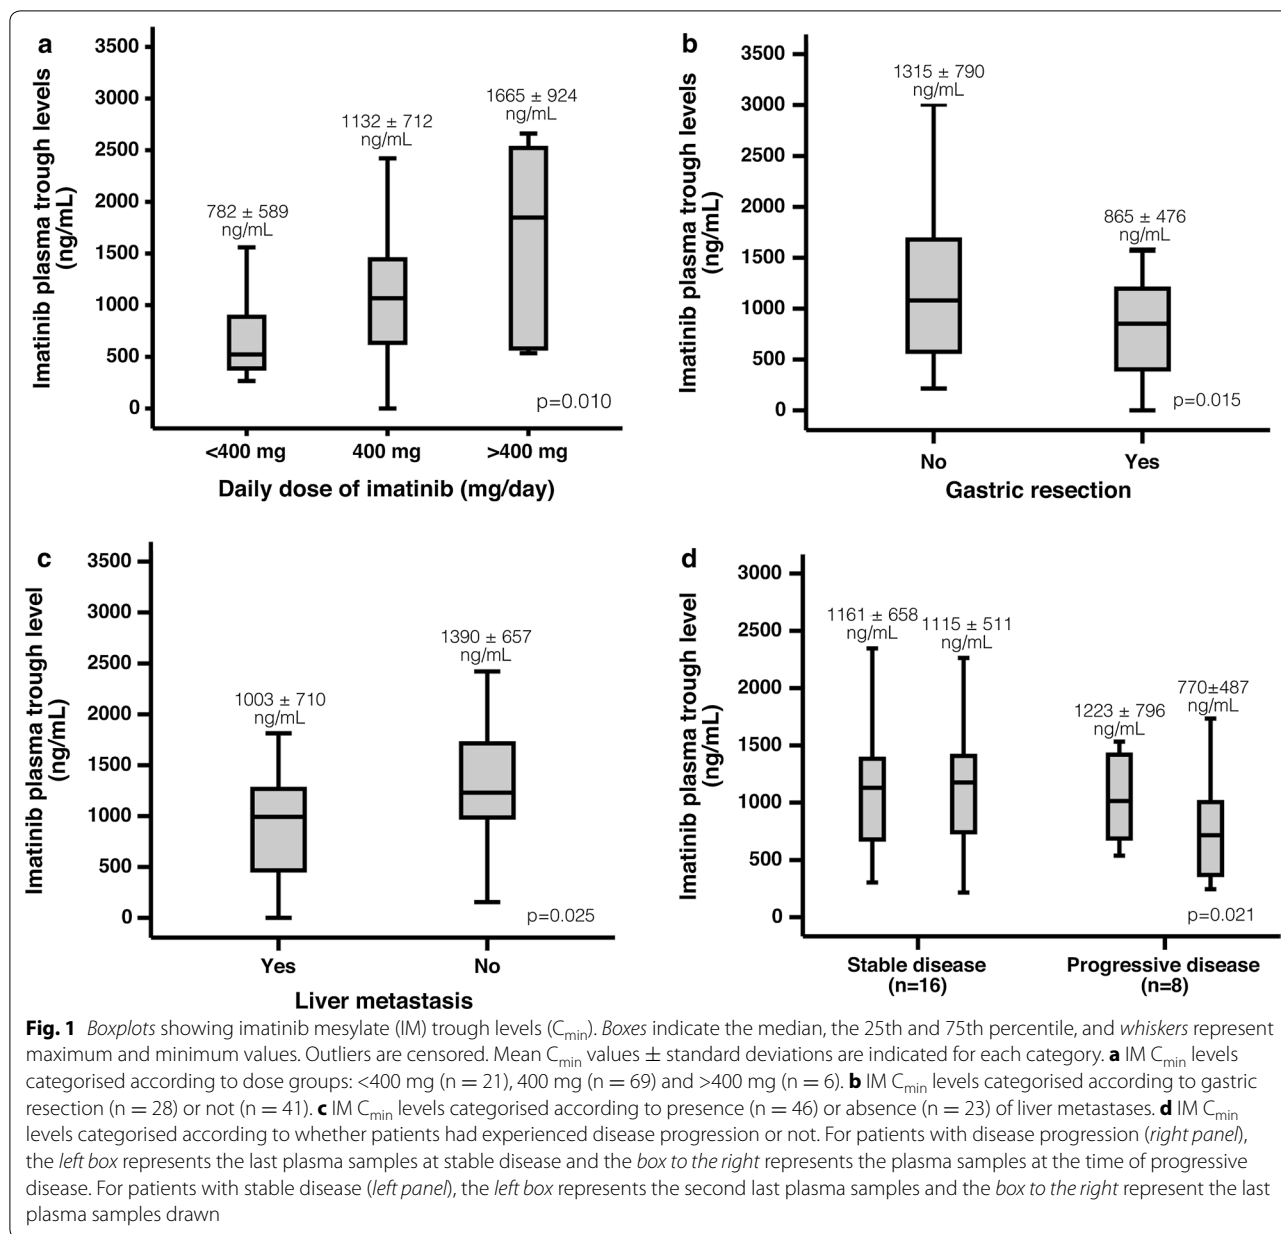 a
3500
3000
2500
2000
1500
1000
500
0
Imatinib plasma trough levels
(ng/mL)
782 ± 589
ng/mL
1132 ± 712
ng/mL
1665 ± 924
ng/mL
p=0.010
<400 mg
400 mg
>400 mg
Daily dose of imatinib (mg/day)
b
3500
3000
2500
2000
1500
1000
500
0
Imatinib plasma trough levels
(ng/mL)
1315 ± 790
ng/mL
865 ± 476
ng/mL
p=0.015
No
Yes
Gastric resection
c
3500
3000
2500
2000
1500
1000
500
0
Imatinib plasma trough level
(ng/mL)
1003 ± 710
ng/mL
1390 ± 657
ng/mL
p=0.025
Yes
No
Liver metastasis
d
3000
2500
2000
1500
1000
500
0
Imatinib plasma trough level
(ng/mL)
1161 ± 658
ng/mL
1115 ± 511
ng/mL
1223 ± 796
ng/mL
770±487
ng/mL
p=0.021
Stable disease
(n=16)
Progressive disease
(n=8)
Fig. 1 Boxplots showing imatinib mesylate (IM) trough levels (Cmin). Boxes indicate the median, the 25th and 75th percentile, and whiskers represent
maximum and minimum values. Outliers are censored. Mean Cmin values ± standard deviations are indicated for each category. a IM Cmin levels
categorised according to dose groups: <400 mg (n = 21), 400 mg (n = 69) and >400 mg (n = 6). b IM Cmin levels categorised according to gastric
resection (n = 28) or not (n = 41). c IM Cmin levels categorised according to presence (n = 46) or absence (n = 23) of liver metastases. d IM Cmin
levels categorised according to whether patients had experienced disease progression or not. For patients with disease progression (right panel),
the left box represents the last plasma samples at stable disease and the box to the right represents the plasma samples at the time of progressive
disease. For patients with stable disease (left panel), the left box represents the second last plasma samples and the box to the right represent the last
plasma samples drawn